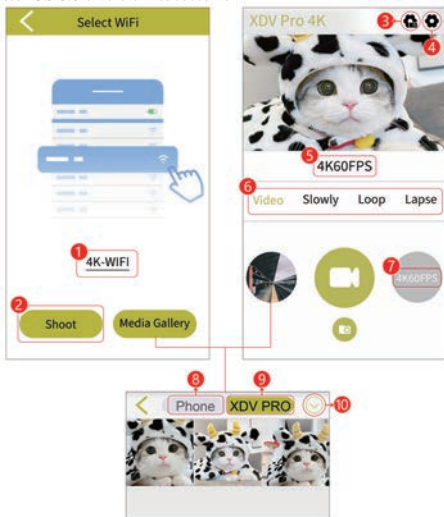 Select WiFi
1
4K-WIFI
2
Shoot
Media Gallery
XDV Pro 4K
3
4
5
4K60FPS
6
Video Slowly Loop Lapse
7
4K60FPS
8
9
Phone
XDV PRO
10